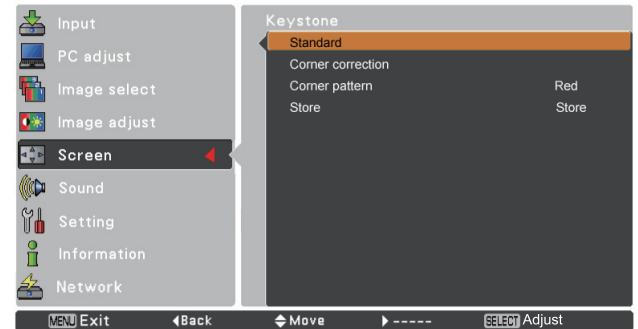 Input
PC adjust
Image select
Image adjust
Screen
Sound
Setting
Information
Network
Keystone
Standard
Corner correction
Corner pattern Red
Store Store
MENU Exit Back Move ----- SELECT Adjust